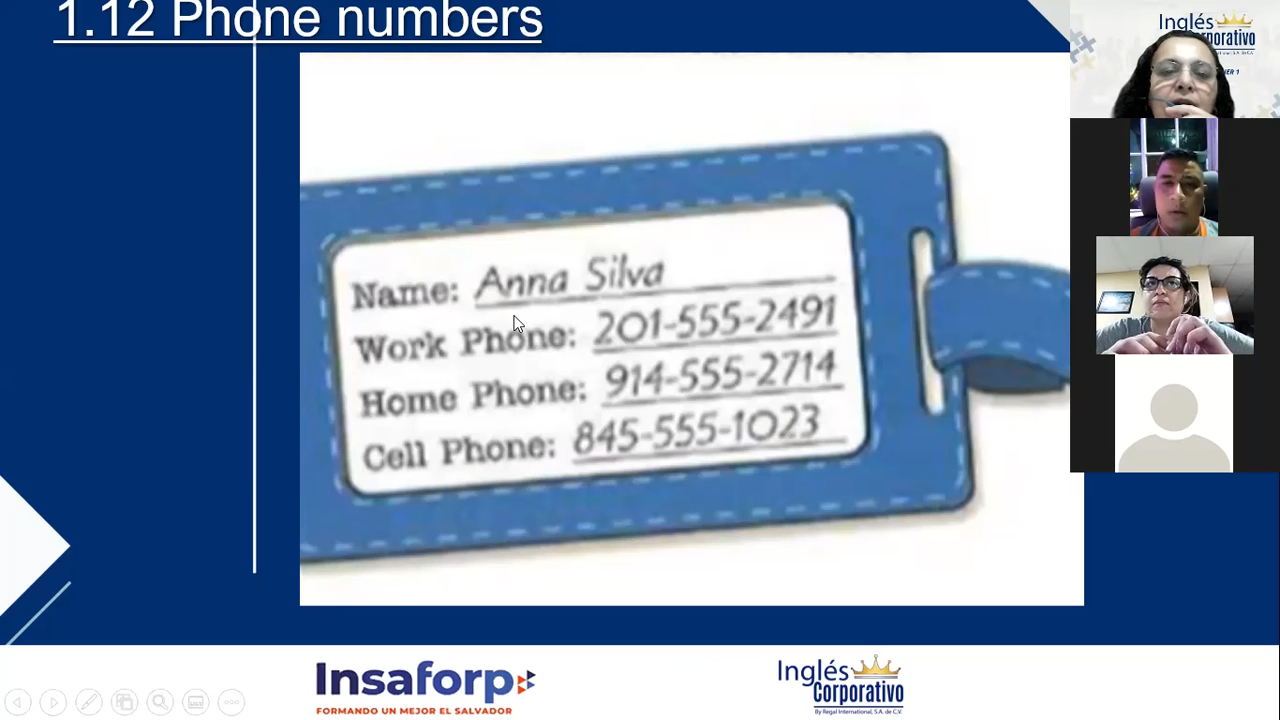 1.12 Phone numbers
Inglés
Corporativo
Name: Anna Silva
Work Phone: 201-555-2491
Home Phone: 914-555-2714
Cell Phone: 845-555-1023
Insaforp
FORMANDO UN MEJOR EL SALVADOR
Inglés
Corporativo
By Regal International, S.A. de C.V.